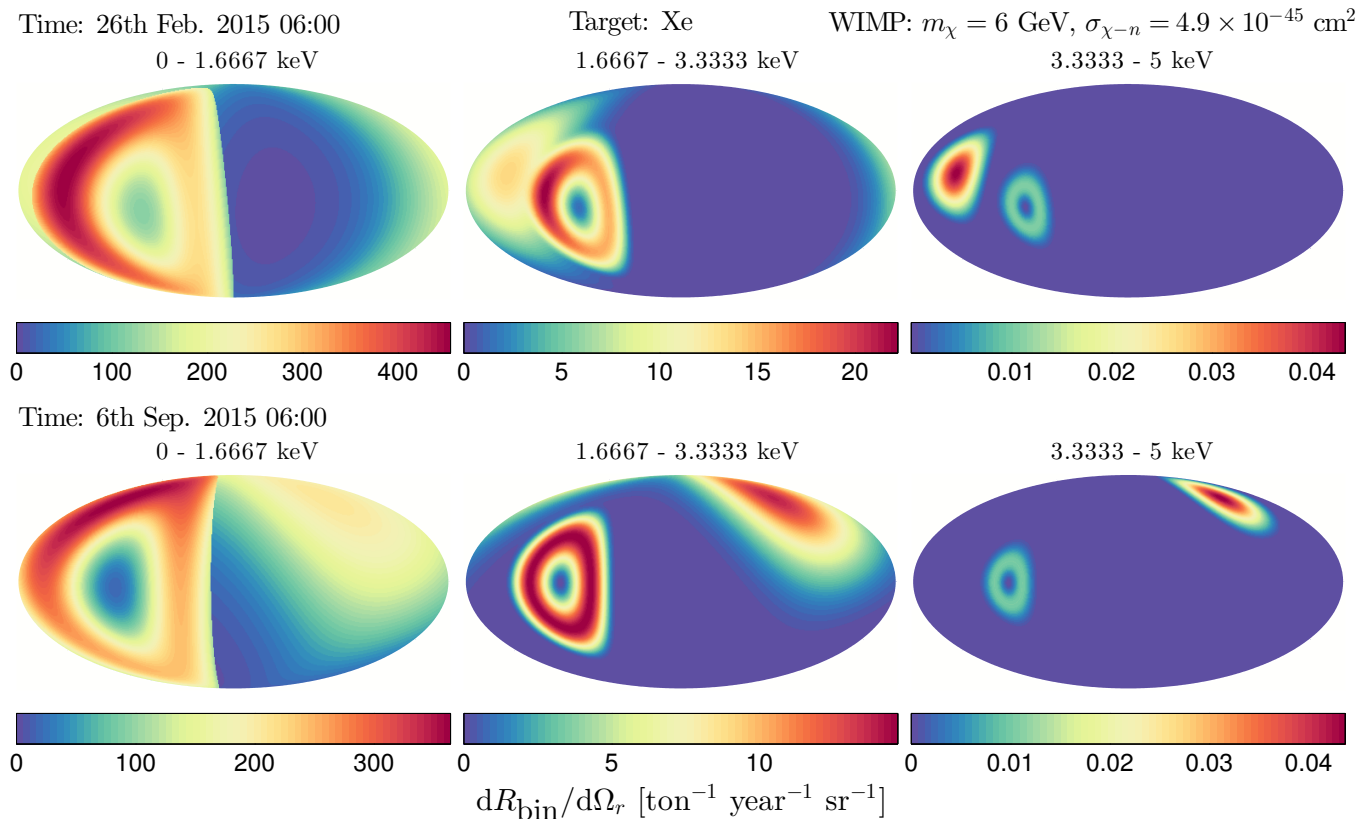 Time: 26th Feb. 2015 06:00 Target: Xe WIMP: m_χ = 6 GeV, σ_{χ−n} = 4.9 × 10^{−45} cm^2
0 - 1.6667 keV 1.6667 - 3.3333 keV 3.3333 - 5 keV
0 100 200 300 400 0 5 10 15 20 0.01 0.02 0.03 0.04
Time: 6th Sep. 2015 06:00
0 - 1.6667 keV 1.6667 - 3.3333 keV 3.3333 - 5 keV
0 100 200 300 0 5 10 0 0.01 0.02 0.03 0.04
dR_bin/dΩ_r [ton^{−1} year^{−1} sr^{−1}]